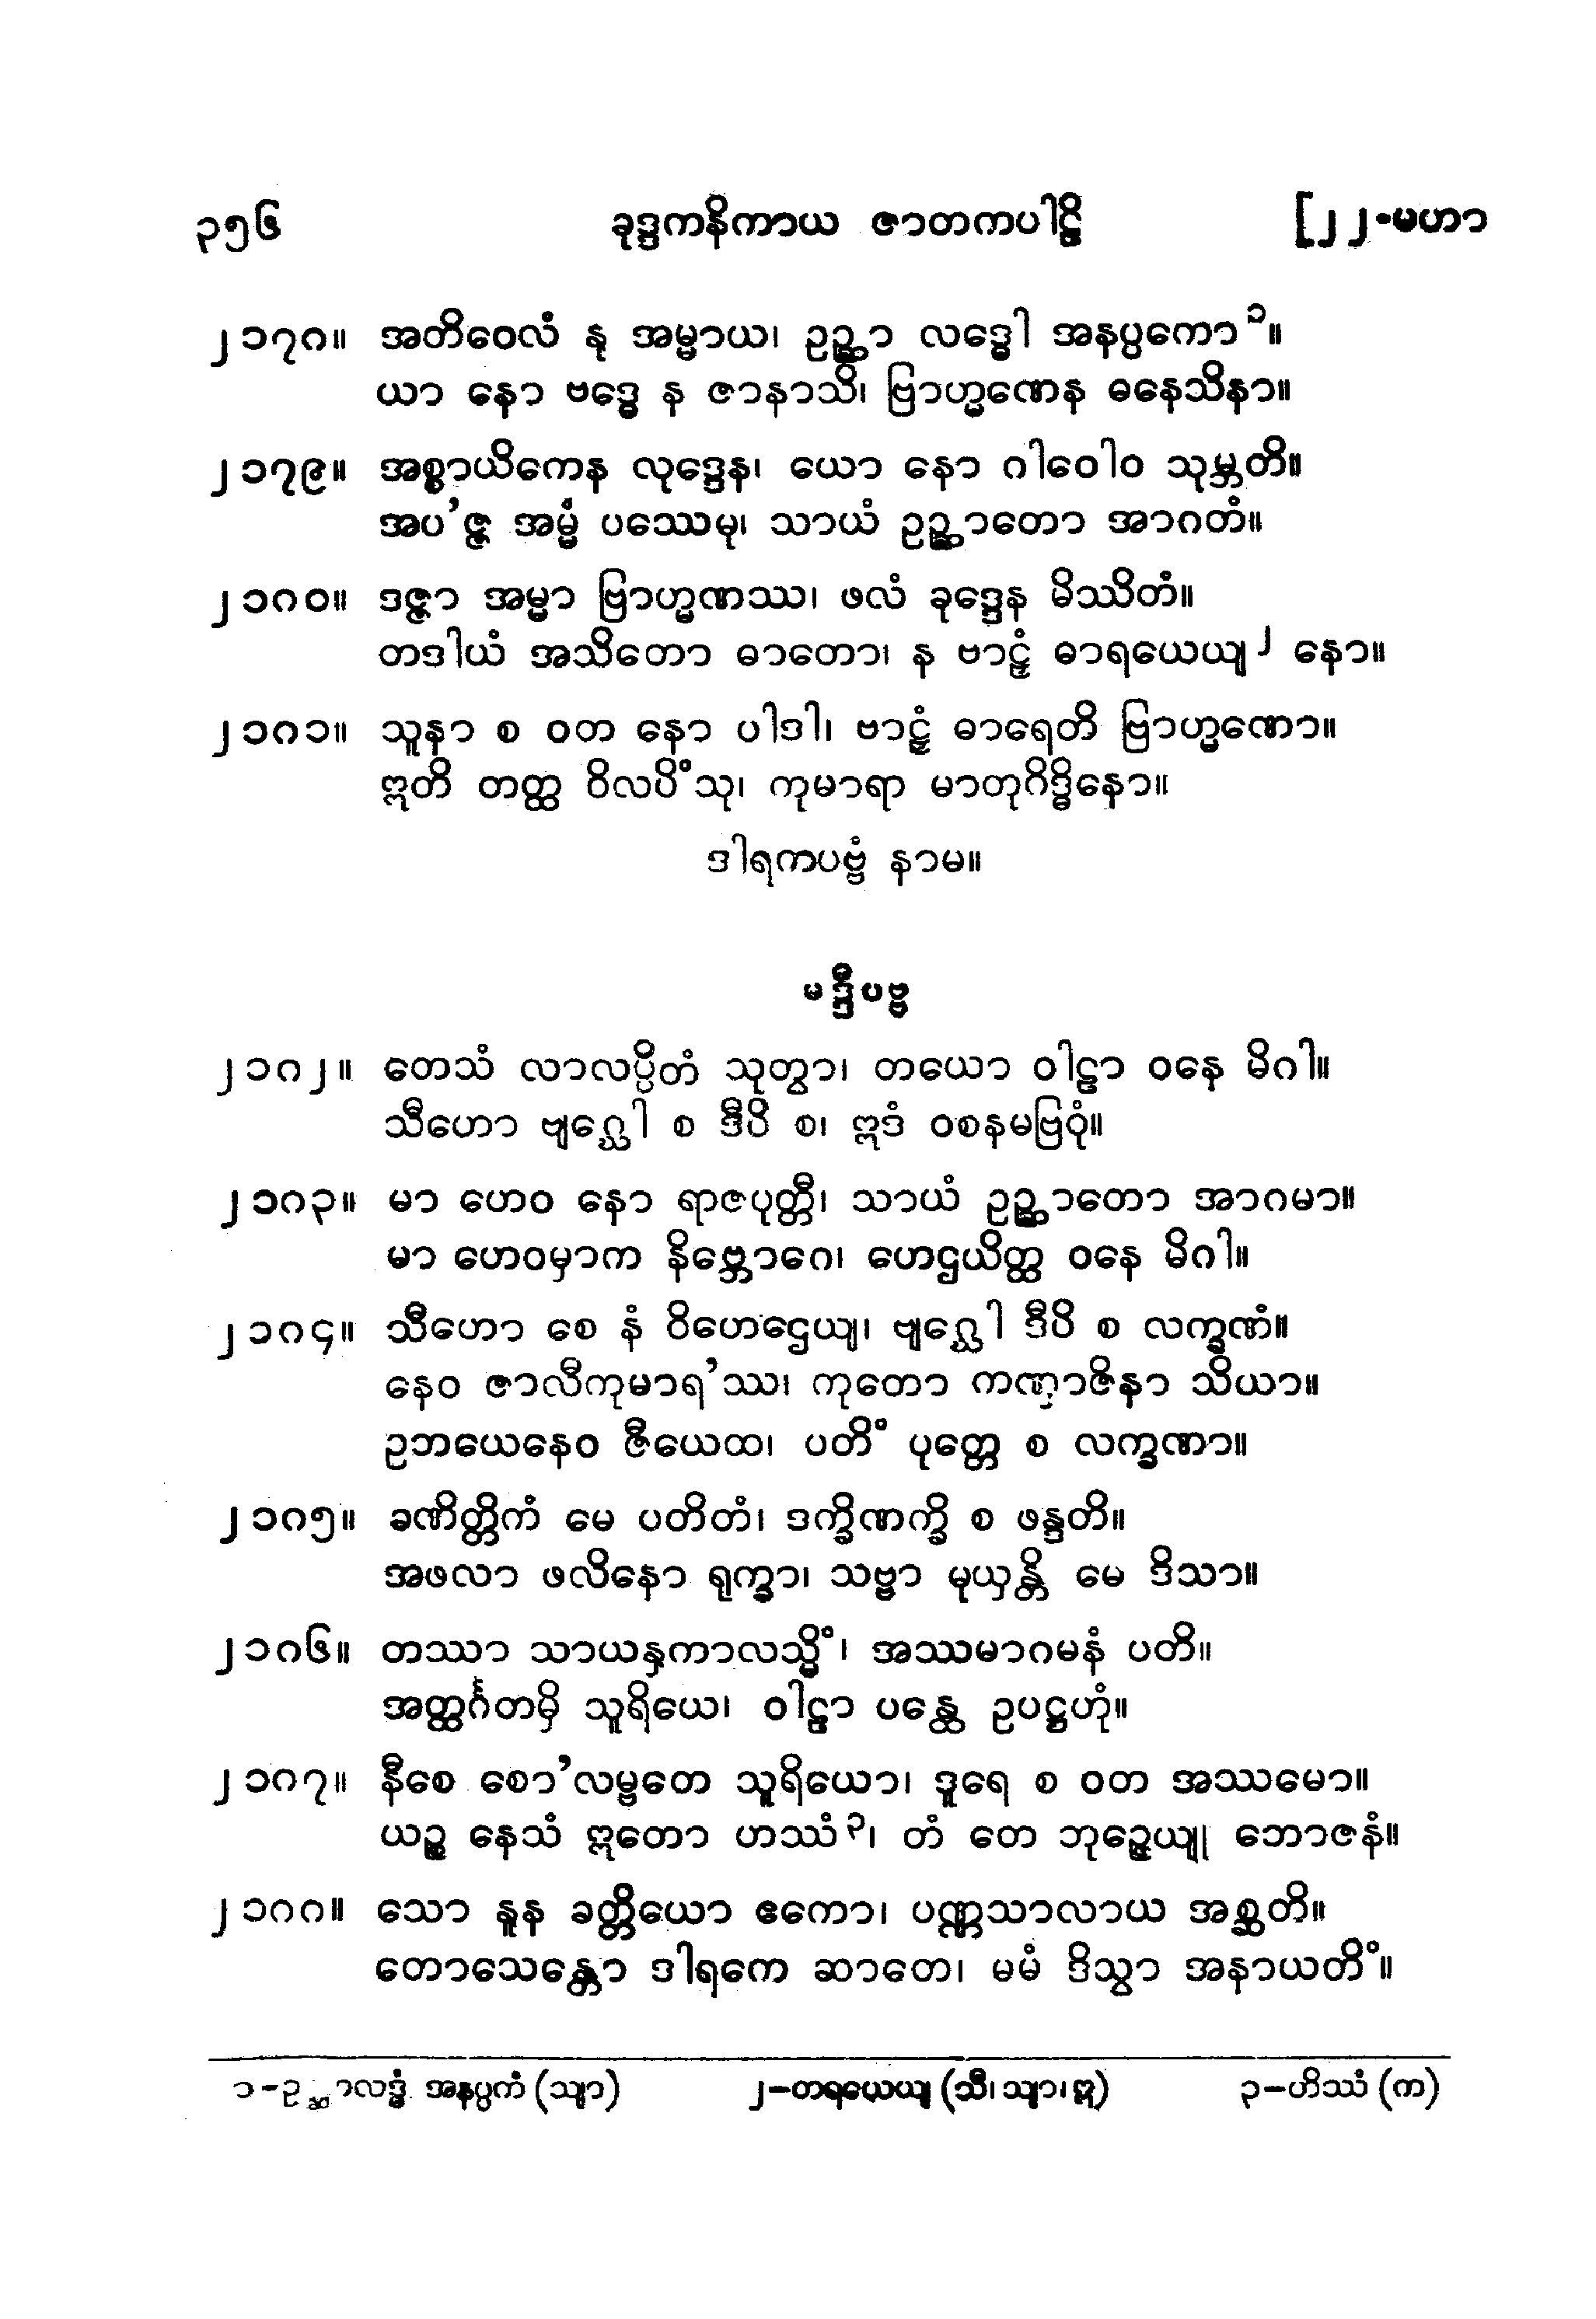 ၃၅၆ ခုဒ္ဒကနိကာယ ဇာတကပါဠိ [၂၂-မဟာ
၂၁၇၈။ အတိဝေလံ နု အမ္မာယ၊ ဥဉ္ဆာ လဒ္ဓေါ အနပ္ပကော၁။
ယာ နော ဗဒ္ဓေ န ဇာနာသိ၊ ဗြာဟ္မဏေန ဓနေသိနာ။
၂၁၇၉။ အစ္စာယိကေန လုဒ္ဒေန၊ ယော နော ဂါဝေါဝ သုမ္ဘတိ။
အပ’ဇ္ဇ အမ္မံ ပဿေမု၊ သာယံ ဥဉ္ဆာတော အာဂတံ။
၂၁၈၀။ ဒဇ္ဇာ အမ္မာ ဗြာဟ္မဏဿ၊ ဖလံ ခုဒ္ဒေန မိဿိတံ။
တဒါယံ အသိတော ဓာတော၊ န ဗာဠှံ ဓာရယေယျ၂ နော။
၂၁၈၁။ သူနာ စ ဝတ နော ပါဒါ၊ ဗာဠှံ ဓာရေတိ ဗြာဟ္မဏော။
ဣတိ တတ္ထ ဝိလပိံသု၊ ကုမာရာ မာတုဂိဒ္ဓိနော။
ဒါရကပဗ္ဗံ နာမ။
မဒ္ဒီပဗ္ဗ
၂၁၈၂။ တေသံ လာလပ္ပိတံ သုတွာ၊ တယော ဝါဠာ ဝနေ မိဂါ။
သီဟော ဗျဂ္ဃေါ စ ဒီပိ စ၊ ဣဒံ ဝစနမဗြဝုံ။
၂၁၈၃။ မာ ဟေဝ နော ရာဇပုတ္တီ၊ သာယံ ဥဉ္ဆာတော အာဂမာ။
မာ ဟေဝမှာက နိဗ္ဘောဂေ၊ ဟေဌယိတ္ထ ဝနေ မိဂါ။
၂၁၈၄။ သီဟော စေ နံ ဝိဟေဌေယျ၊ ဗျဂ္ဃေါ ဒီပိ စ လက္ခဏံ။
နေဝ ဇာလီကုမာရ’ဿ၊ ကုတော ကဏှာဇိနာ သိယာ။
ဥဘယေနေဝ ဇီယေထ၊ ပတိံ ပုတ္တေ စ လက္ခဏာ။
၂၁၈၅။ ခဏိတ္တိကံ မေ ပတိတံ၊ ဒက္ခိဏက္ခိ စ ဖန္ဒတိ။
အဖလာ ဖလိနော ရုက္ခာ၊ သဗ္ဗာ မုယှန္တိ မေ ဒိသာ။
၂၁၈၆။ တဿာ သာယနှကာလသ္မိံ၊ အဿမာဂမနံ ပတိ။
အတ္ထင်္ဂတမှိ သူရိယေ၊ ဝါဠာ ပန္ထေ ဥပဋ္ဌဟုံ။
၂၁၈၇။ နီစေ စော’လမ္ဗတေ သူရိယော၊ ဒူရေ စ ဝတ အဿမော။
ယဉ္စ နေသံ ဣတော ဟဿံ၃၊ တံ တေ ဘုဉ္ဇေယျု ဘောဇနံ။
၂၁၈၈။ သော နူန ခတ္တိယော ဧကော၊ ပဏ္ဏသာလာယ အစ္ဆတိ။
တောသေန္တော ဒါရကေ ဆာတေ၊ မမံ ဒိသွာ အနာယတိံ။
၁-ဥဉ္ဆာလဒ္ဓံ အနပ္ပကံ (သျာ) ၂-တရယေယျ (သီ၊ သျာ၊ ဣ) ၃-ဟိဿံ (က)